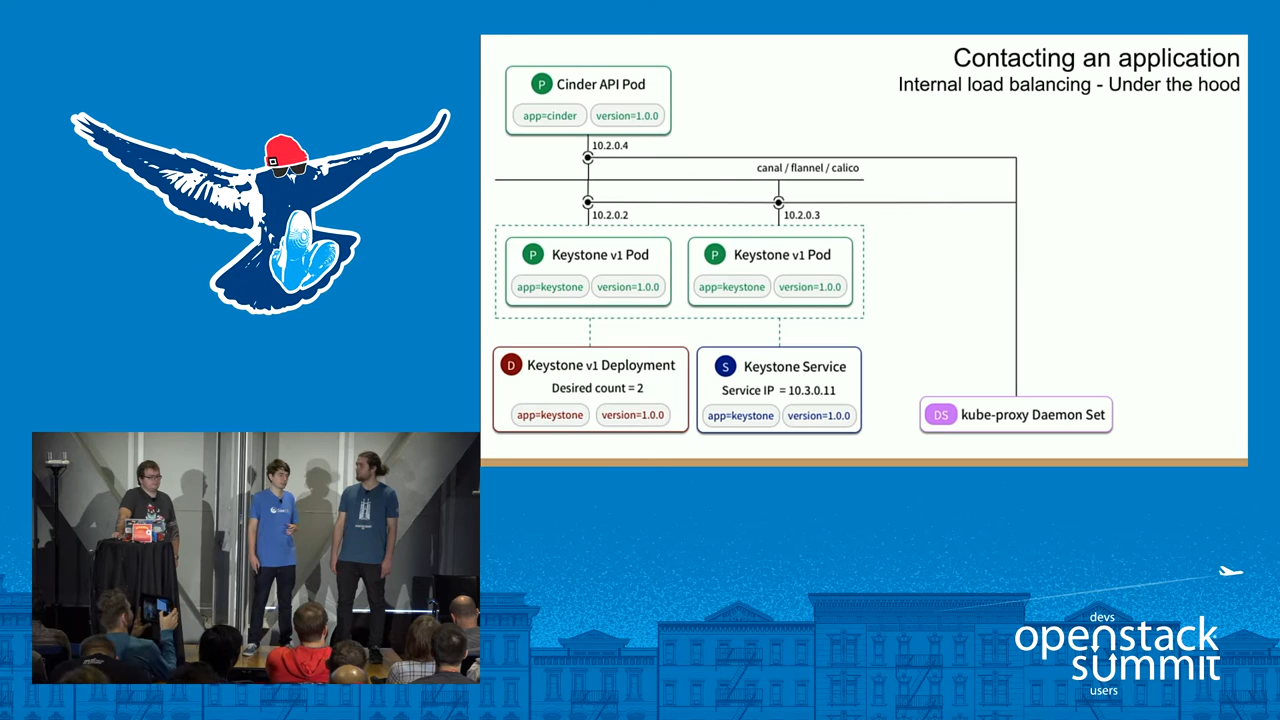 Contacting an application
Internal load balancing - Under the hood
P Cinder API Pod
app=cinder version=1.0.0
10.2.0.4
canal / flannel / calico
10.2.0.2 10.2.0.3
P Keystone v1 Pod
app=keystone version=1.0.0
P Keystone v1 Pod
app=keystone version=1.0.0
D Keystone v1 Deployment
Desired count = 2
app=keystone version=1.0.0
S Keystone Service
Service IP = 10.3.0.11
app=keystone version=1.0.0
DS kube-proxy Daemon Set
devs
openstack
summit
users